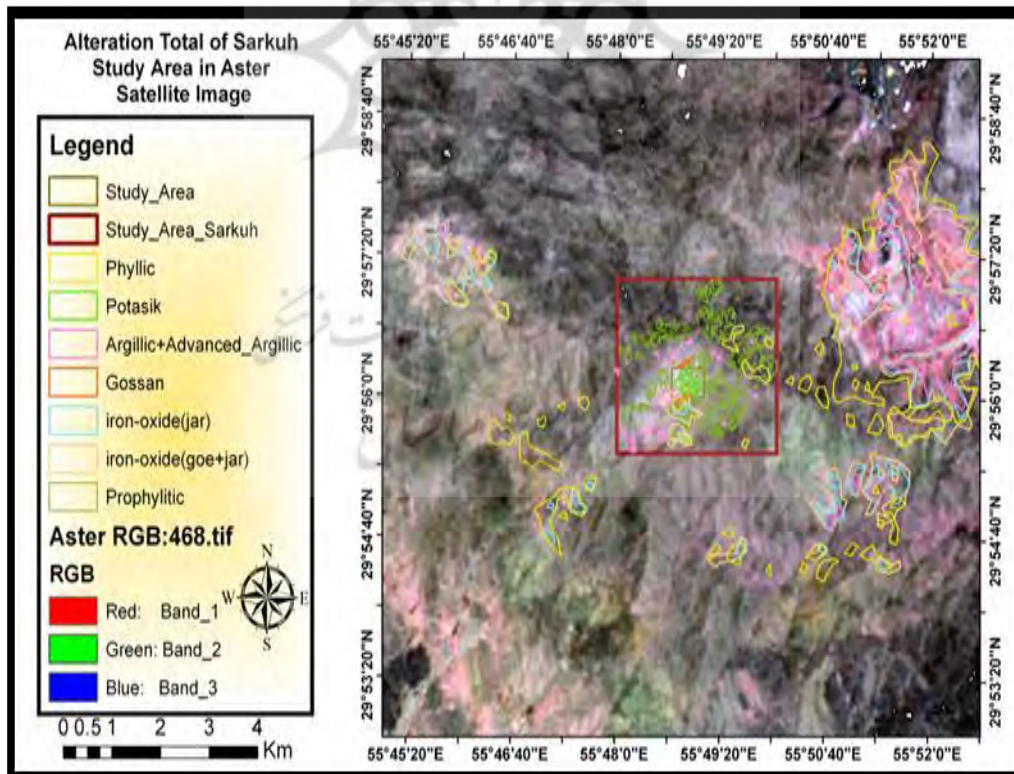 Alteration Total of Sarkuh
Study Area in Aster
Satellite Image
Legend
Study_Area
Study_Area_Sarkuh
Phyllic
Potasik
Argillic+Advanced_Argillic
Gossan
iron-oxide(jar)
iron-oxide(goe+jar)
Prophylitic
Aster RGB:468.tif
RGB
Red: Band_1
Green: Band_2
Blue: Band_3
N
W E
S
0 0.5 1 2 3 4
Km
55°45'20"E 55°46'40"E 55°48'0"E 55°49'20"E 55°50'40"E 55°52'0"E
29°58'40"N 29°58'40"N
29°57'20"N 29°57'20"N
29°56'0"N 29°56'0"N
29°54'40"N 29°54'40"N
29°53'20"N 29°53'20"N
55°45'20"E 55°46'40"E 55°48'0"E 55°49'20"E 55°50'40"E 55°52'0"E